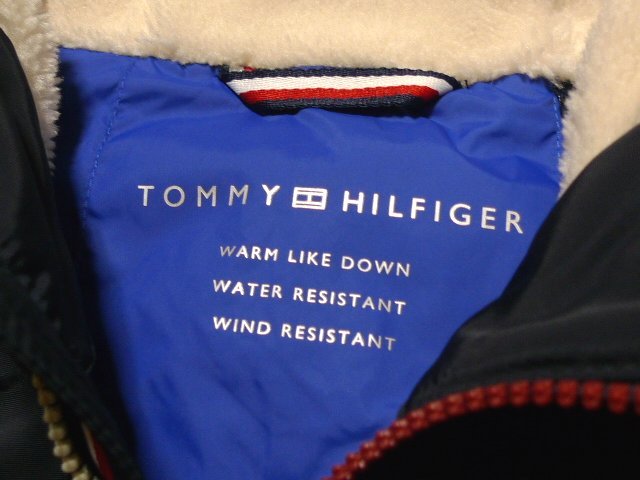 TOMMY HILFIGER
WARM LIKE DOWN
WATER RESISTANT
WIND RESISTANT